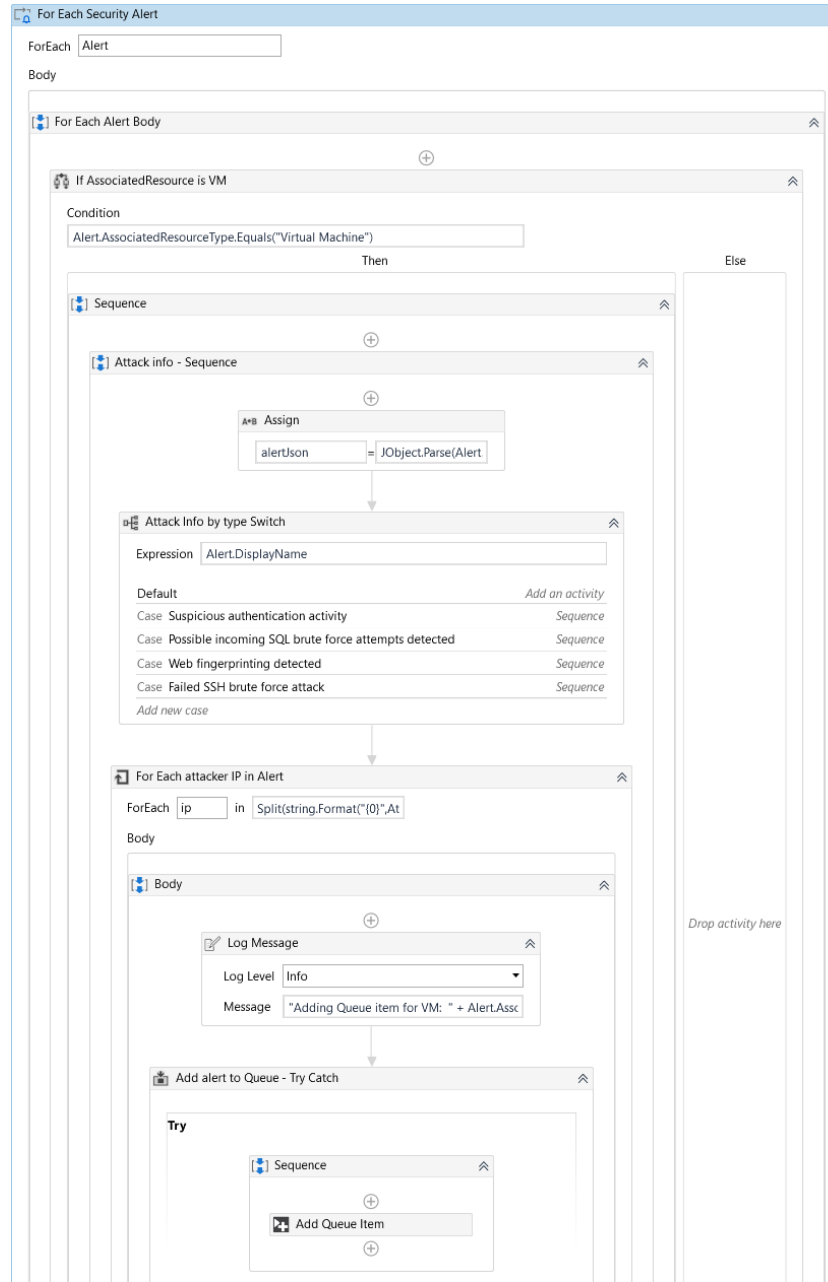 For Each Security Alert
ForEach Alert
Body
For Each Alert Body
If AssociatedResource is VM
Condition
Alert.AssociatedResourceType.Equals("Virtual Machine")
Then Else
Sequence
Attack info - Sequence
A*B Assign
alertJson = JObject.Parse(Alert
Attack Info by type Switch
Expression Alert.DisplayName
Default Add an activity
Case Suspicious authentication activity Sequence
Case Possible incoming SQL brute force attempts detected Sequence
Case Web fingerprinting detected Sequence
Case Failed SSH brute force attack Sequence
Add new case
For Each attacker IP in Alert
ForEach ip in Split(string.Format("{0}",At
Body
Body
Drop activity here
Log Message
Log Level Info
Message "Adding Queue item for VM: " + Alert.Assc
Add alert to Queue - Try Catch
Try
Sequence
Add Queue Item